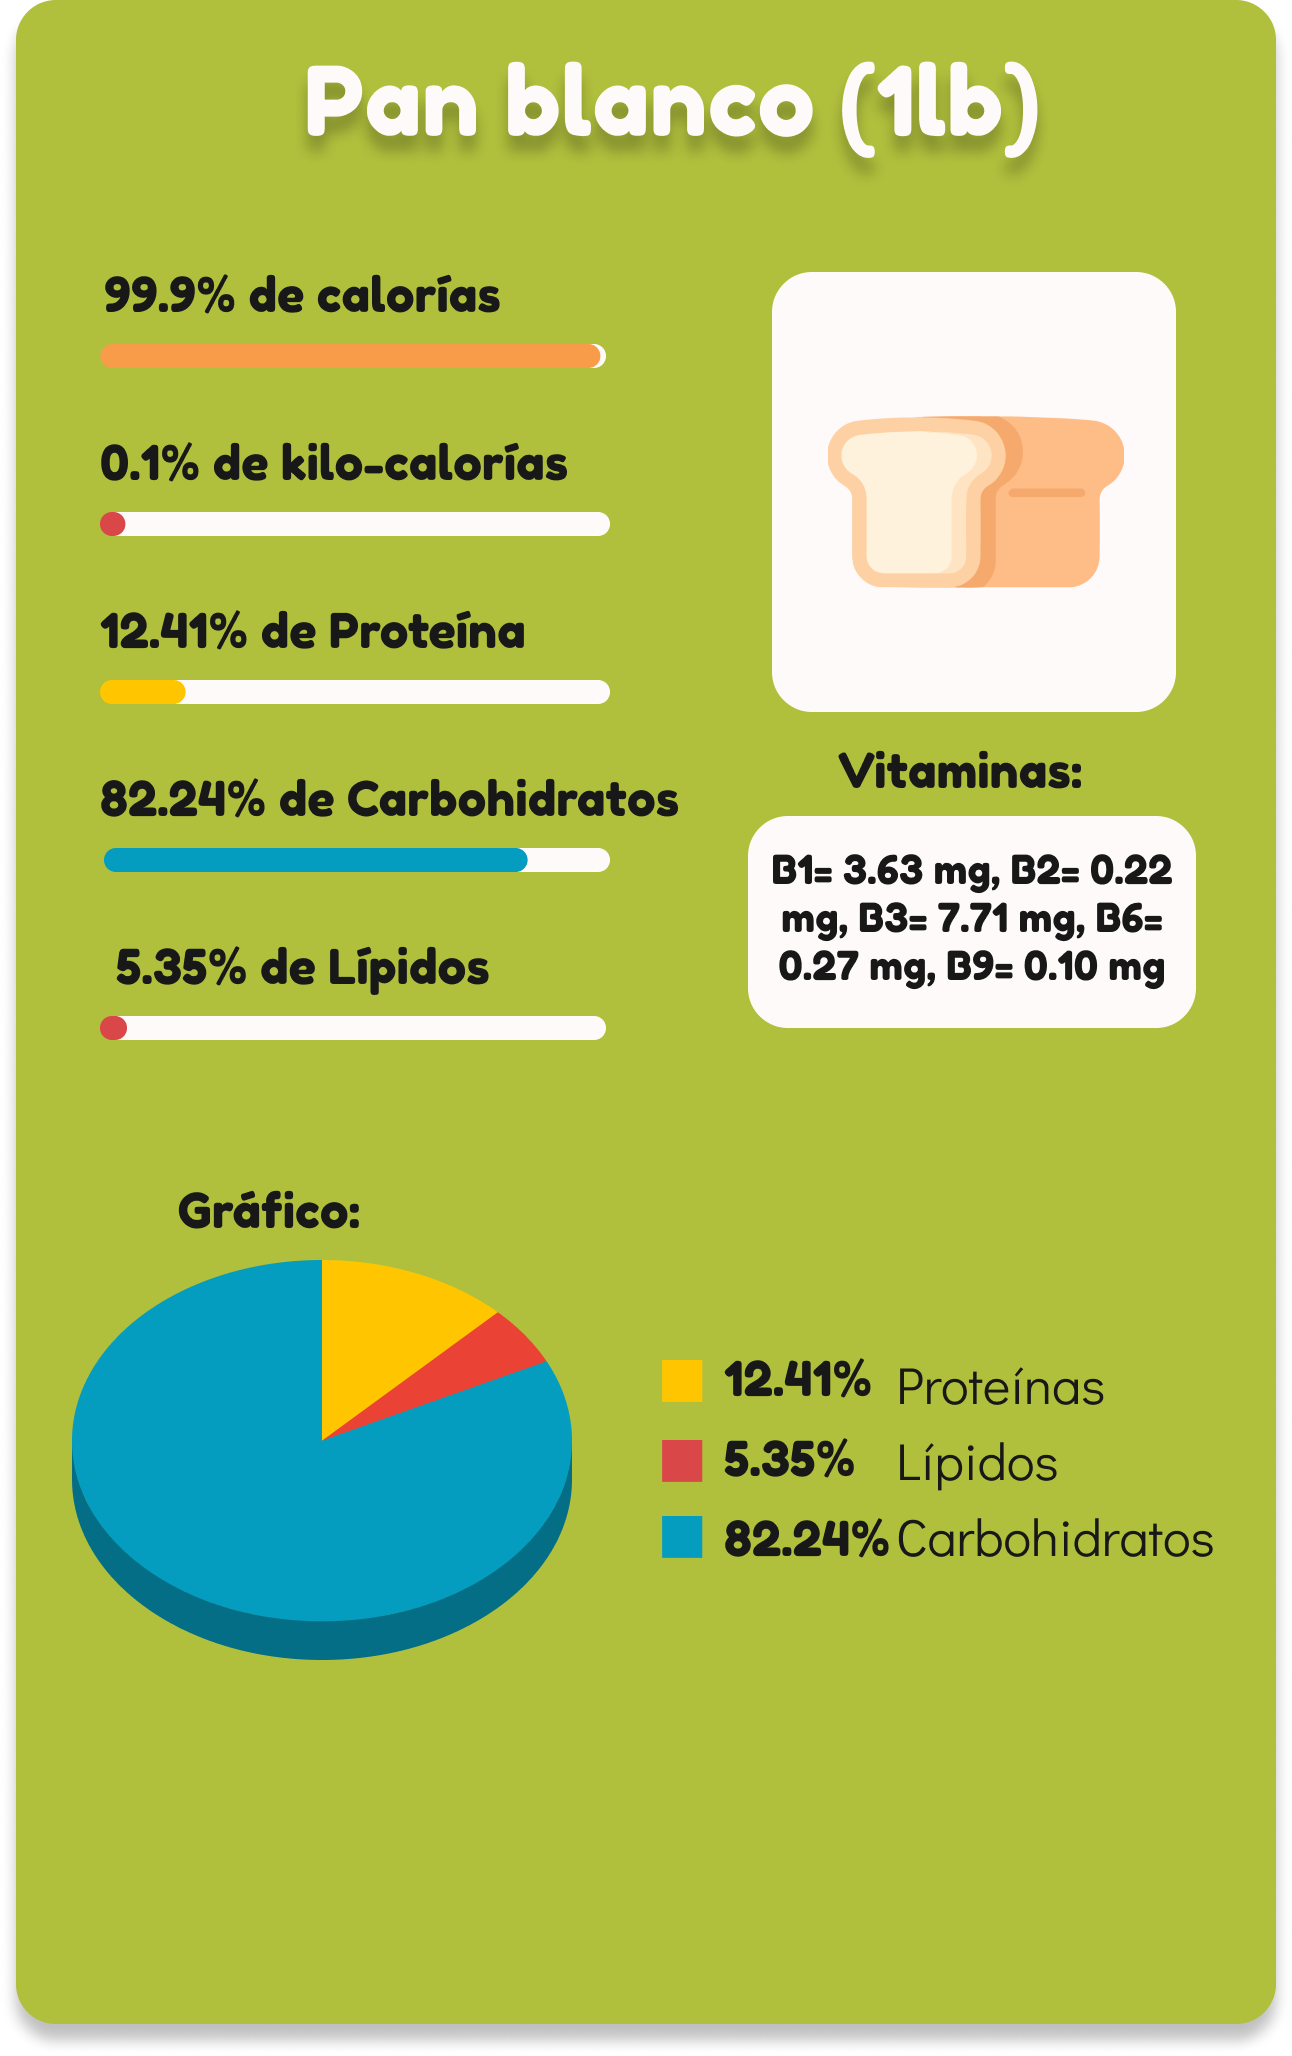 Pan blanco (1lb)
99.9% de calorías
0.1% de kilo-calorías
12.41% de Proteína
82.24% de Carbohidratos
5.35% de Lípidos
Vitaminas:
B1= 3.63 mg, B2= 0.22
mg, B3= 7.71 mg, B6=
0.27 mg, B9= 0.10 mg
Gráfico:
12.41% Proteínas
5.35% Lípidos
82.24% Carbohidratos